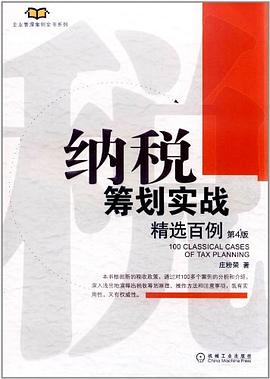 企业管理案例全书系列
税
纳税
筹划实战
精选百例 第4版
100 CLASSICAL CASES
OF TAX PLANNING
庄粉荣 著
本书根据新的税收政策,通过对100多个案例的分析和介绍,
深入浅出地演绎出税收筹划原理、操作方法和注意事项,既有实
用性,又有权威性。
机械工业出版社
China Machine Press